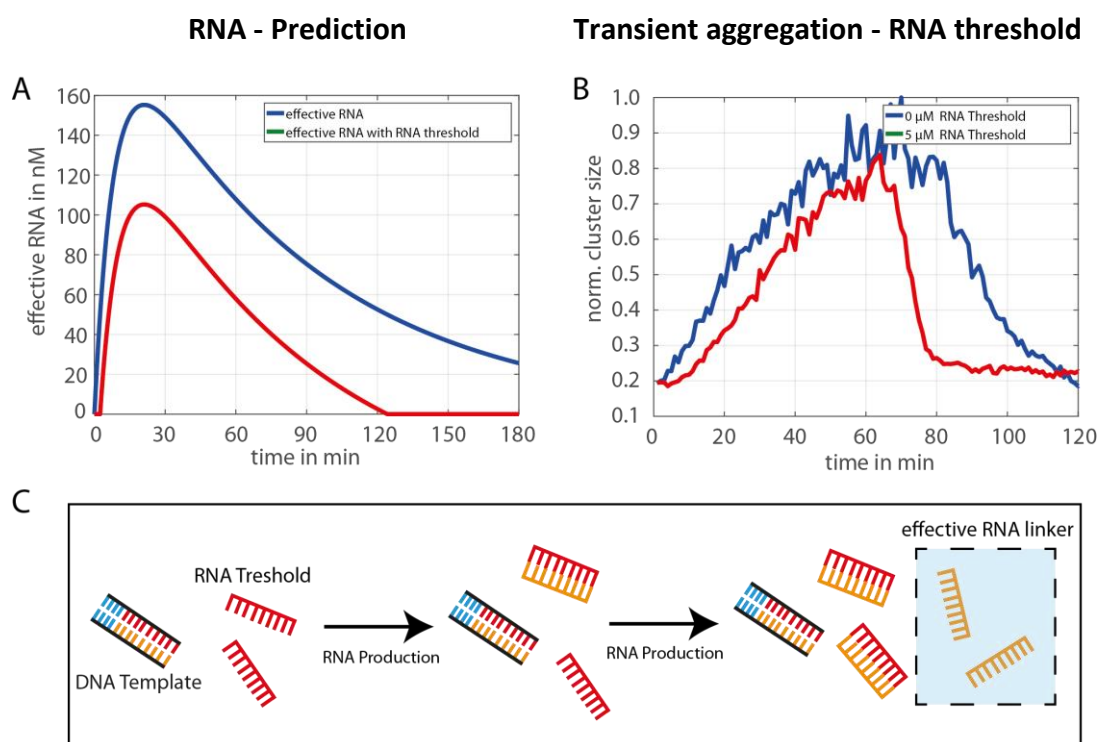 RNA - Prediction
Transient aggregation - RNA threshold
A
effective RNA in nM
160
140
120
100
80
60
40
20
0
effective RNA
effective RNA with RNA threshold
0 30 60 90 120 150 180
time in min
B
norm. cluster size
1.0
0.9
0.8
0.7
0.6
0.5
0.4
0.3
0.2
0.1
0 µM RNA Threshold
5 µM RNA Threshold
0 20 40 60 80 100 120
time in min
C
DNA Template
RNA Treshold
RNA Production
RNA Production
effective RNA linker